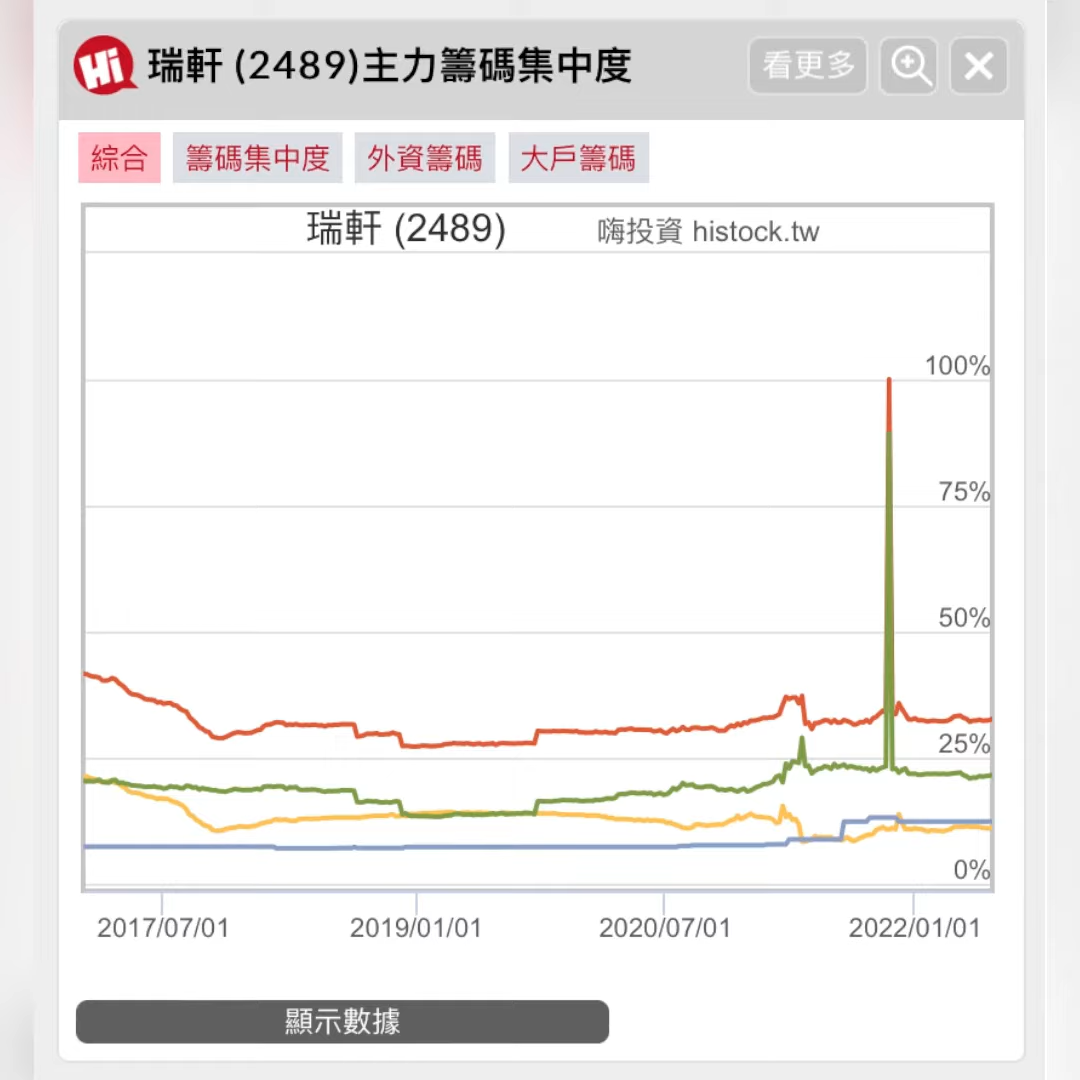 Hi 瑞軒 (2489)主力籌碼集中度 看更多
綜合 籌碼集中度 外資籌碼 大戶籌碼
瑞軒 (2489) 嗨投資 histock.tw
100%
75%
50%
25%
0%
2017/07/01 2019/01/01 2020/07/01 2022/01/01
顯示數據